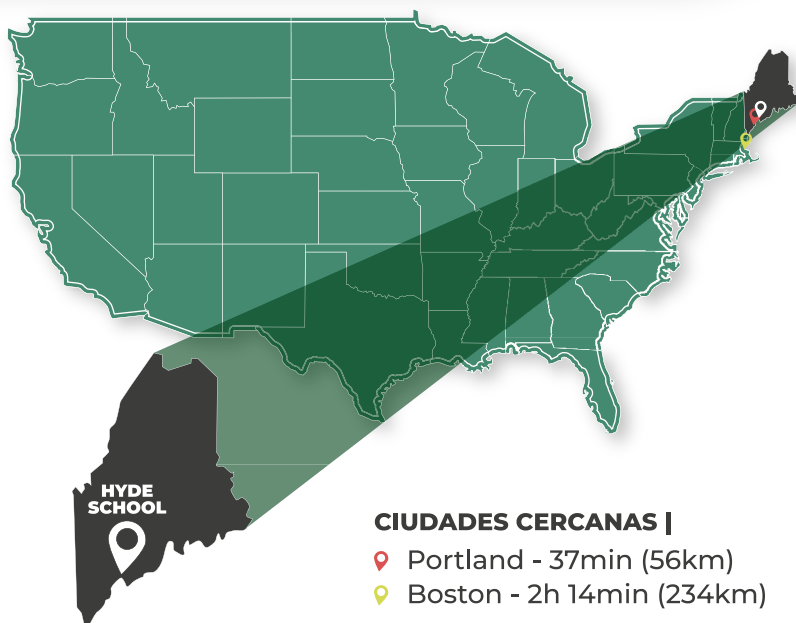 HYDE
SCHOOL
CIUDADES CERCANAS |
Portland - 37min (56km)
Boston - 2h 14min (234km)